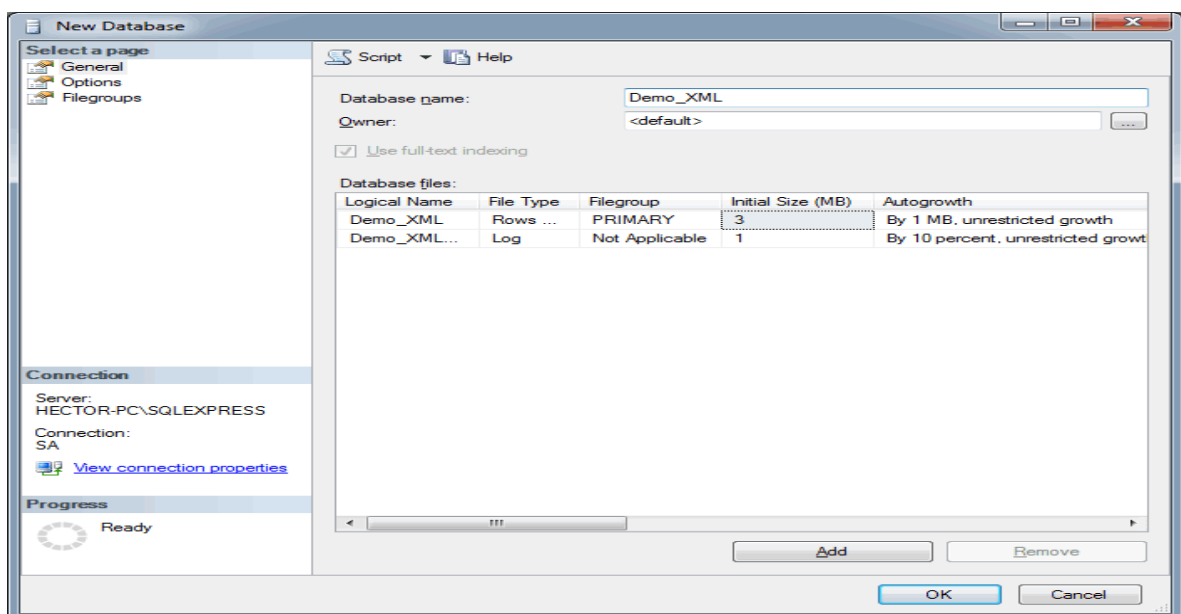 New Database
Select a page
General
Options
Filegroups
Script
Help
Database name:
Demo_XML
Owner:
<default>
...
Use full-text indexing
Database files:
Logical Name File Type Filegroup Initial Size (MB) Autogrowth
Demo_XML Rows ... PRIMARY 3 By 1 MB, unrestricted growth
Demo_XML... Log Not Applicable 1 By 10 percent, unrestricted growt
Connection
Server:
HECTOR-PC\SQLEXPRESS
Connection:
SA
View connection properties
Progress
Ready
Add
Remove
OK
Cancel